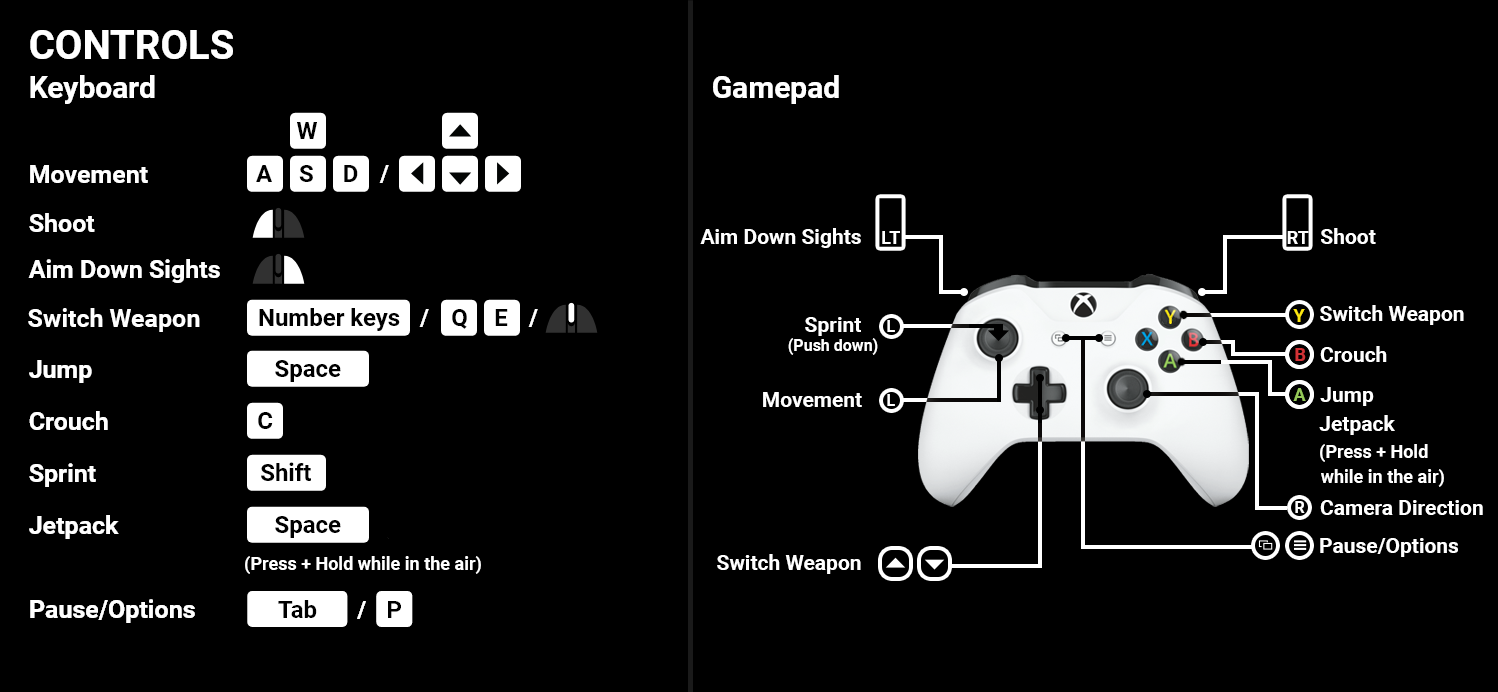 CONTROLS
Keyboard
W
Movement A S D /
Shoot
Aim Down Sights
Switch Weapon Number keys / Q E /
Jump Space
Crouch C
Sprint Shift
Jetpack Space
(Press + Hold while in the air)
Pause/Options Tab / P
Gamepad
Aim Down Sights LT
RT Shoot
Sprint L
(Push down)
Movement L
Y
X B
A
Y Switch Weapon
B Crouch
A Jump
Jetpack
(Press + Hold
while in the air)
R Camera Direction
Pause/Options
Switch Weapon